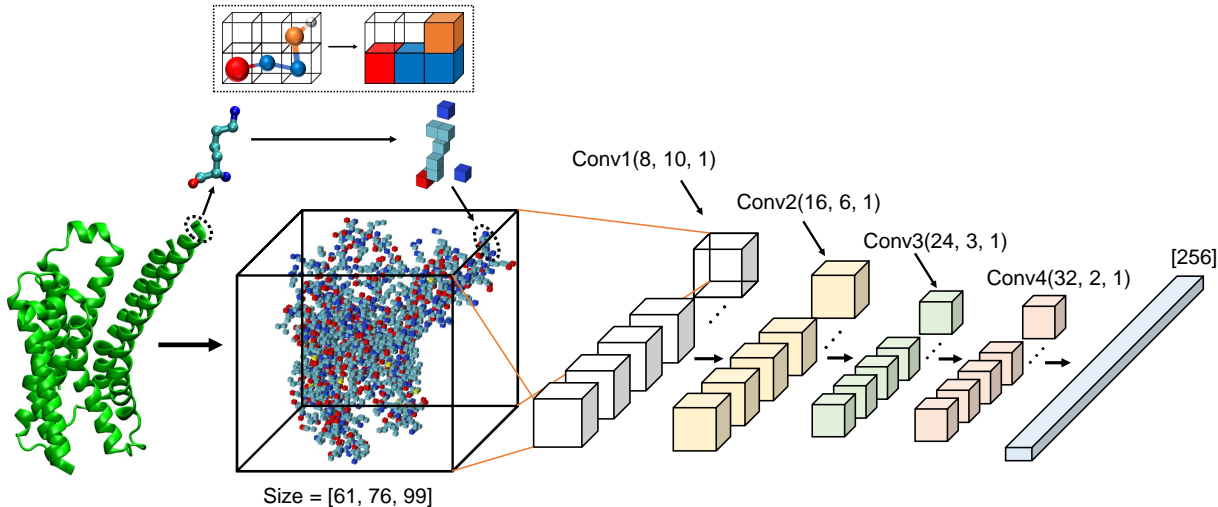 Conv1(8, 10, 1)
Conv2(16, 6, 1)
Conv3(24, 3, 1)
Conv4(32, 2, 1)
[256]
Size = [61, 76, 99]